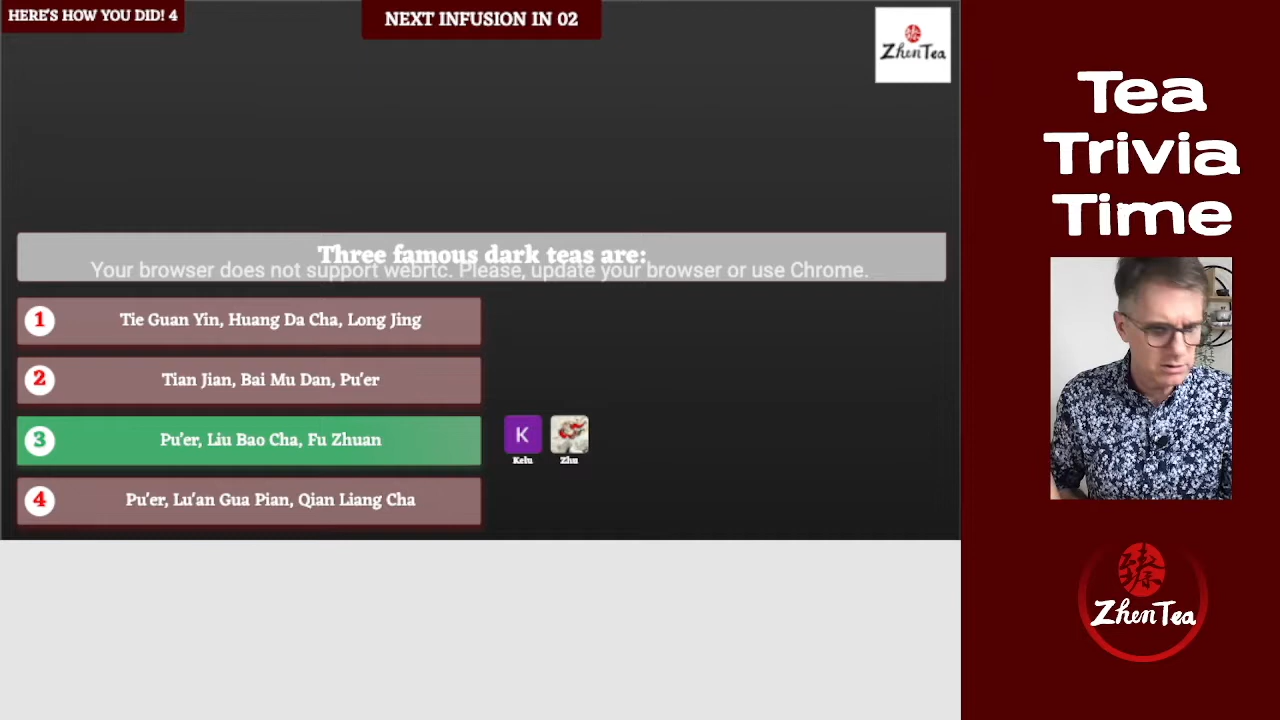 HERE'S HOW YOU DID! 4
NEXT INFUSION IN 02
ZhenTea
Three famous dark teas are:
Your browser does not support webrtc. Please, update your browser or use Chrome.
1 Tie Guan Yin, Huang Da Cha, Long Jing
2 Tian Jian, Bai Mu Dan, Pu'er
3 Pu'er, Liu Bao Cha, Fu Zhuan
K
Kelu Zhu
4 Pu'er, Lu'an Gua Pian, Qian Liang Cha
Tea
Trivia
Time
臻
ZhenTea